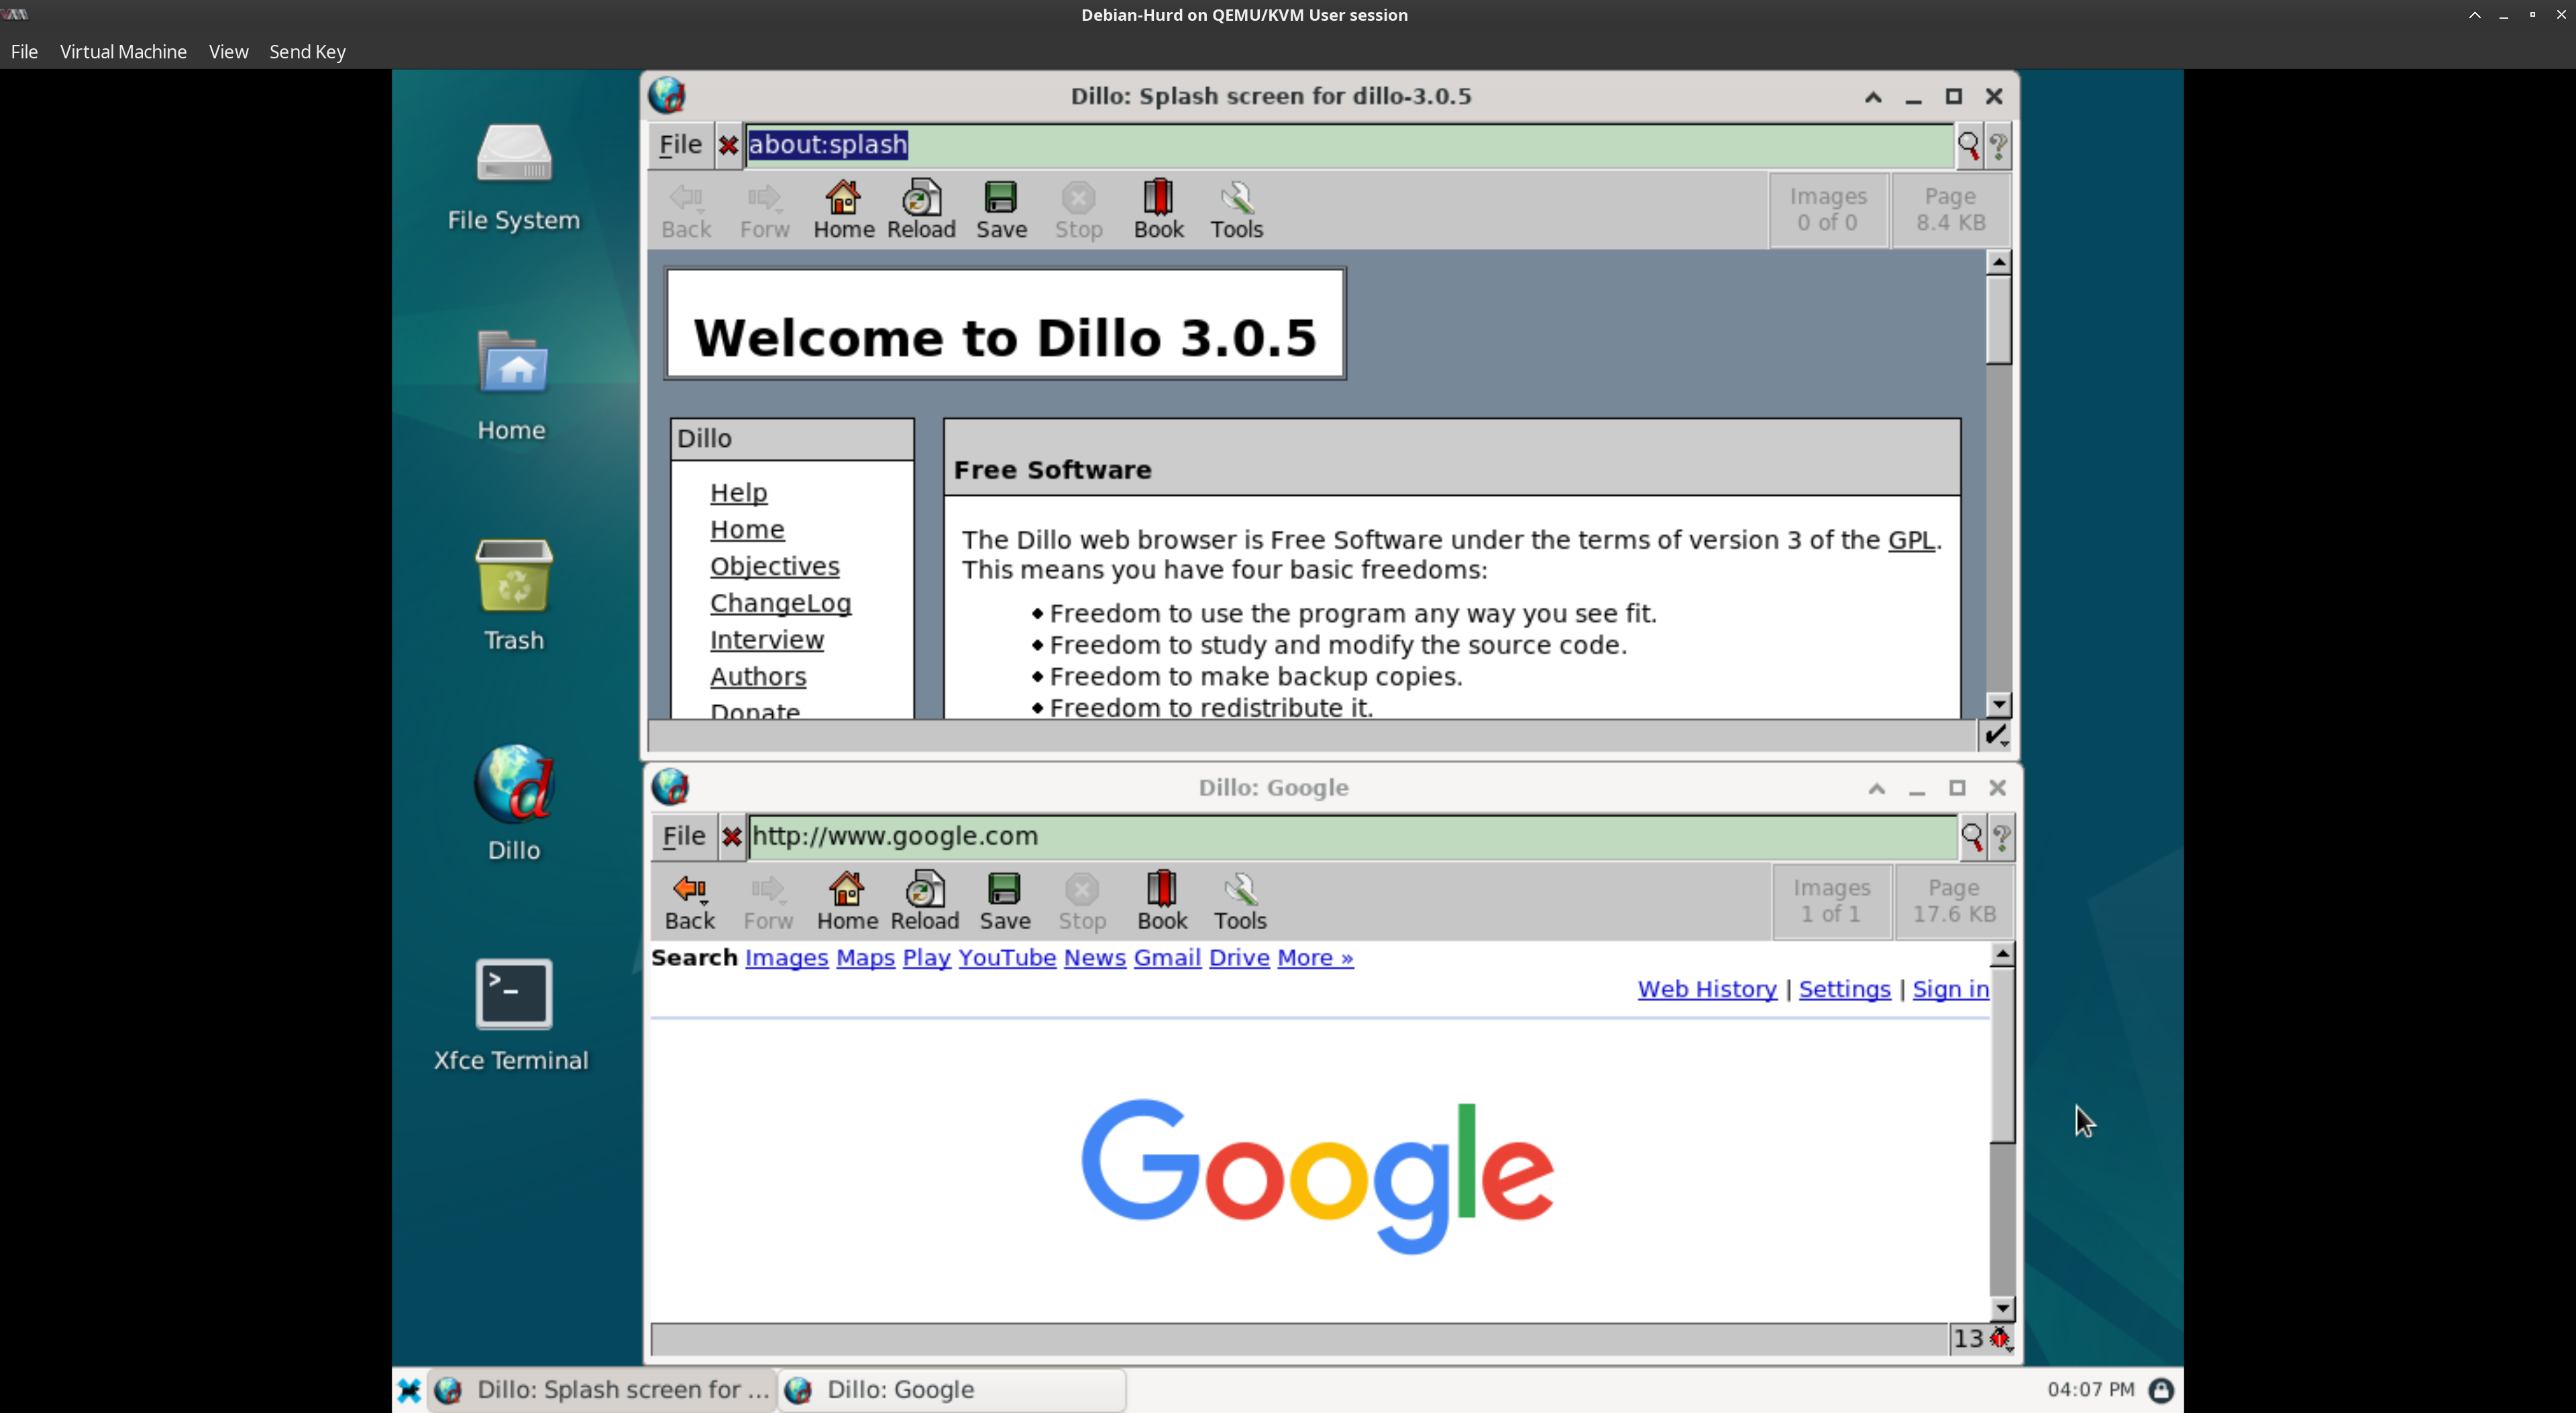 Debian-Hurd on QEMU/KVM User session
File Virtual Machine View Send Key
File System
Home
Trash
Dillo
Xfce Terminal
Dillo: Splash screen for dillo-3.0.5
File about:splash
Back Forw Home Reload Save Stop Book Tools
Images
0 of 0
Page
8.4 KB
Welcome to Dillo 3.0.5
Dillo
Help
Home
Objectives
ChangeLog
Interview
Authors
Donate
Free Software
The Dillo web browser is Free Software under the terms of version 3 of the GPL.
This means you have four basic freedoms:
Freedom to use the program any way you see fit.
Freedom to study and modify the source code.
Freedom to make backup copies.
Freedom to redistribute it.
Dillo: Google
File http://www.google.com
Back Forw Home Reload Save Stop Book Tools
Images
1 of 1
Page
17.6 KB
Search Images Maps Play YouTube News Gmail Drive More »
Web History | Settings | Sign in
Google
13
Dillo: Splash screen for ... Dillo: Google 04:07 PM